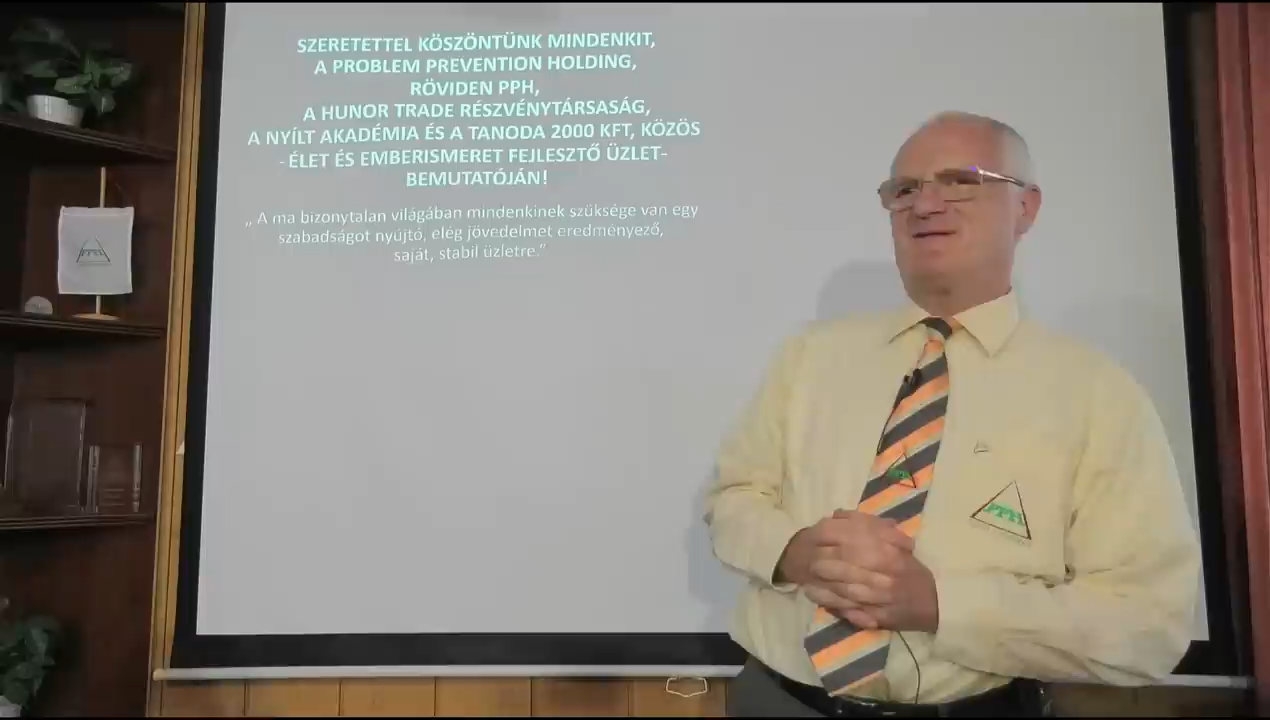 SZERETETTEL KÖSZÖNTÜNK MINDENKIT,
A PROBLEM PREVENTION HOLDING,
RÖVIDEN PPH,
A HUNOR TRADE RÉSZVÉNYTÁRSASÁG,
A NYÍLT AKADÉMIA ÉS A TANODA 2000 KFT, KÖZÖS
- ÉLET ÉS EMBERISMERET FEJLESZTŐ ÜZLET-
BEMUTATÓJÁN!
„ A ma bizonytalan világában mindenkinek szüksége van egy
szabadságot nyújtó, elég jövedelmet eredményező,
saját, stabil üzletre.”
PPH
PPH